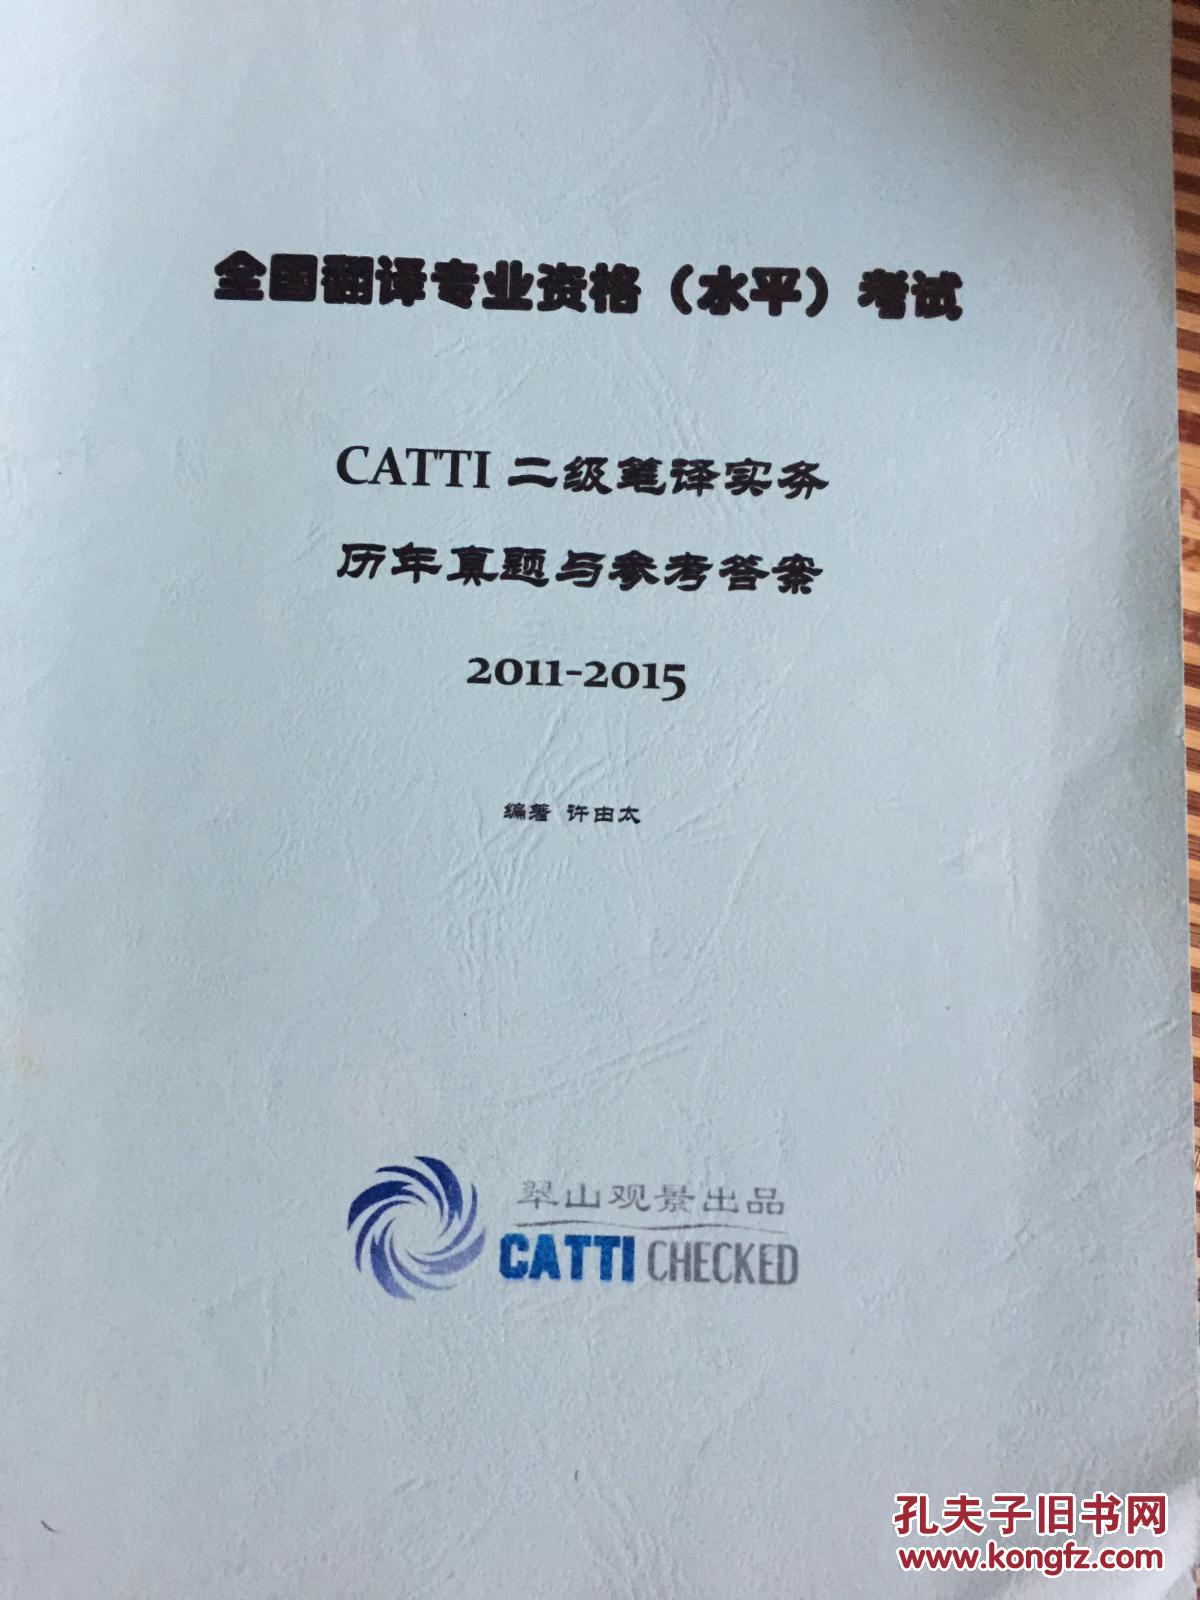 全国翻译专业资格（水平）考试
CATTI 二级笔译实务
历年真题与参考答案
2011-2015
编著 许由太
翠山观景出品
CATTI CHECKED
孔夫子旧书网
www.kongfz.com